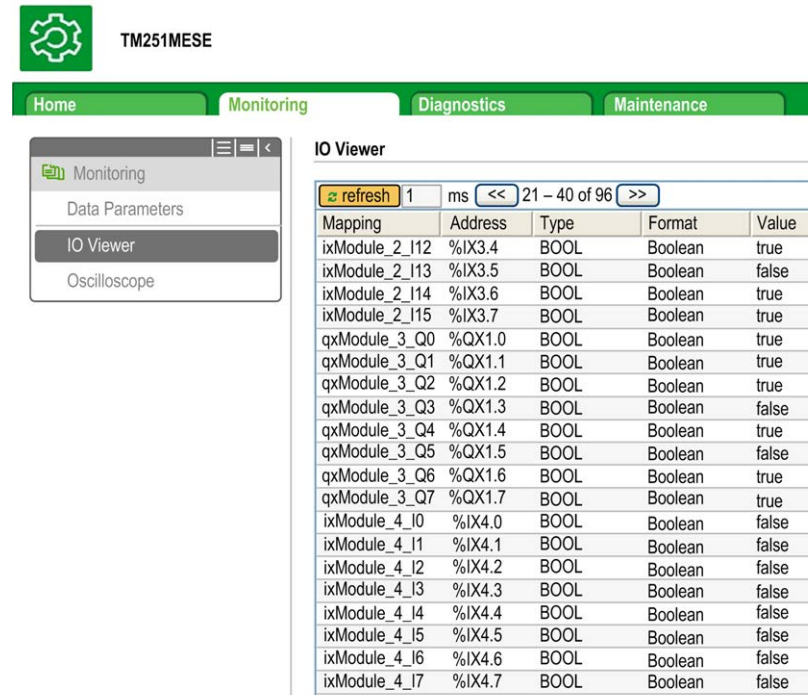 TM251MESE
Home Monitoring Diagnostics Maintenance
Monitoring
Data Parameters
IO Viewer
Oscilloscope
IO Viewer
refresh 1 ms << 21 – 40 of 96 >>
Mapping Address Type Format Value
ixModule_2_I12 %IX3.4 BOOL Boolean true
ixModule_2_I13 %IX3.5 BOOL Boolean false
ixModule_2_I14 %IX3.6 BOOL Boolean true
ixModule_2_I15 %IX3.7 BOOL Boolean true
qxModule_3_Q0 %QX1.0 BOOL Boolean true
qxModule_3_Q1 %QX1.1 BOOL Boolean true
qxModule_3_Q2 %QX1.2 BOOL Boolean true
qxModule_3_Q3 %QX1.3 BOOL Boolean false
qxModule_3_Q4 %QX1.4 BOOL Boolean true
qxModule_3_Q5 %QX1.5 BOOL Boolean false
qxModule_3_Q6 %QX1.6 BOOL Boolean true
qxModule_3_Q7 %QX1.7 BOOL Boolean true
ixModule_4_I0 %IX4.0 BOOL Boolean false
ixModule_4_I1 %IX4.1 BOOL Boolean false
ixModule_4_I2 %IX4.2 BOOL Boolean false
ixModule_4_I3 %IX4.3 BOOL Boolean false
ixModule_4_I4 %IX4.4 BOOL Boolean false
ixModule_4_I5 %IX4.5 BOOL Boolean false
ixModule_4_I6 %IX4.6 BOOL Boolean false
ixModule_4_I7 %IX4.7 BOOL Boolean false